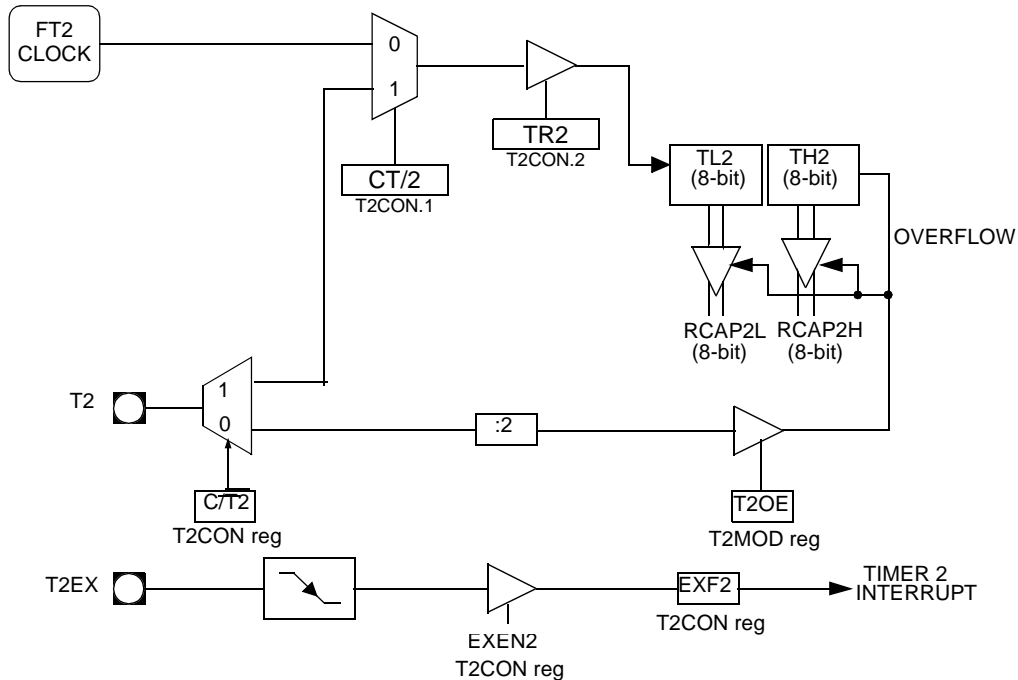 FT2
CLOCK
0
1
TR2
T2CON.2
CT/2
T2CON.1
TL2
(8-bit)
TH2
(8-bit)
OVERFLOW
RCAP2L
(8-bit)
RCAP2H
(8-bit)
T2
1
0
:2
C/T2
T2CON reg
T2OE
T2MOD reg
T2EX
EXEN2
T2CON reg
EXF2
T2CON reg
TIMER 2
INTERRUPT